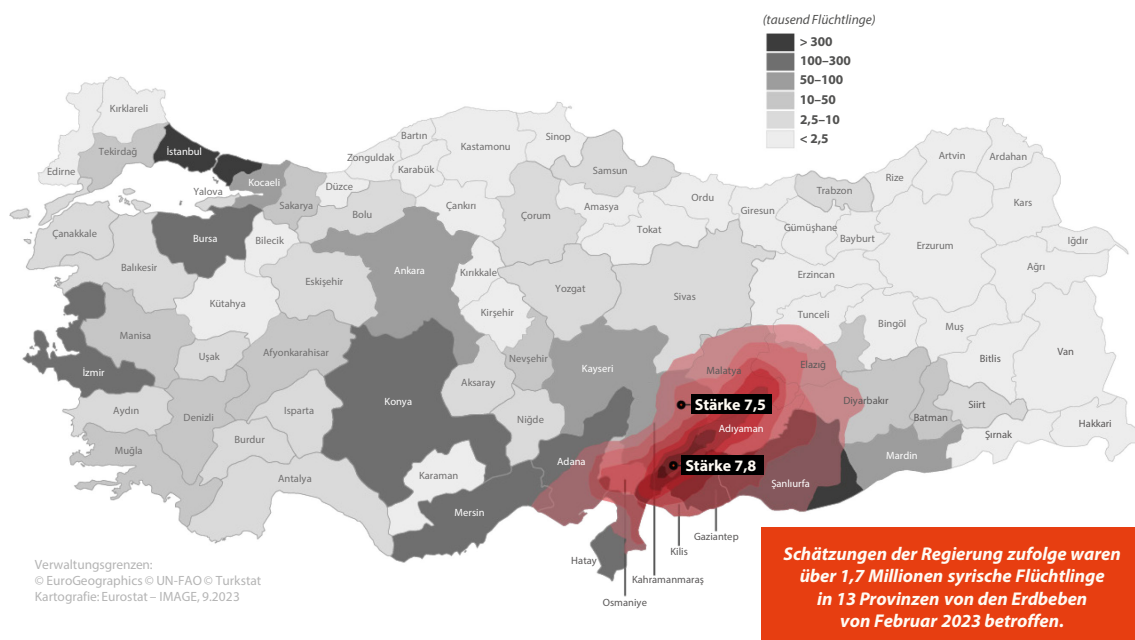 (tausend Flüchtlinge)
> 300
100–300
50–100
10–50
2,5–10
< 2,5
Kırklareli
Edirne
Tekirdağ
İstanbul
Yalova
Kocaeli
Sakarya
Düzce
Zonguldak
Bartın
Karabük
Kastamonu
Sinop
Samsun
Ordu
Giresun
Trabzon
Rize
Artvin
Ardahan
Kars
Iğdır
Çanakkale
Bursa
Bilecik
Bolu
Çankırı
Çorum
Amasya
Tokat
Gümüşhane
Bayburt
Erzurum
Ağrı
Balıkesir
Kütahya
Eskişehir
Ankara
Kırıkkale
Kırşehir
Yozgat
Sivas
Erzincan
Tunceli
Bingöl
Muş
Bitlis
Van
Manisa
Uşak
Afyonkarahisar
Nevşehir
Kayseri
Malatya
Elazığ
Diyarbakır
Batman
Siirt
Şırnak
Hakkari
İzmir
Aydın
Denizli
Isparta
Konya
Aksaray
Niğde
Stärke 7,5
Adıyaman
Stärke 7,8
Muğla
Burdur
Antalya
Karaman
Mersin
Adana
Şanlıurfa
Mardin
Hatay
Osmaniye
Kahramanmaraş
Kilis
Gaziantep
Verwaltungsgrenzen:
© EuroGeographics © UN-FAO © Turkstat
Kartografie: Eurostat – IMAGE, 9.2023
Schätzungen der Regierung zufolge waren
über 1,7 Millionen syrische Flüchtlinge
in 13 Provinzen von den Erdbeben
von Februar 2023 betroffen.